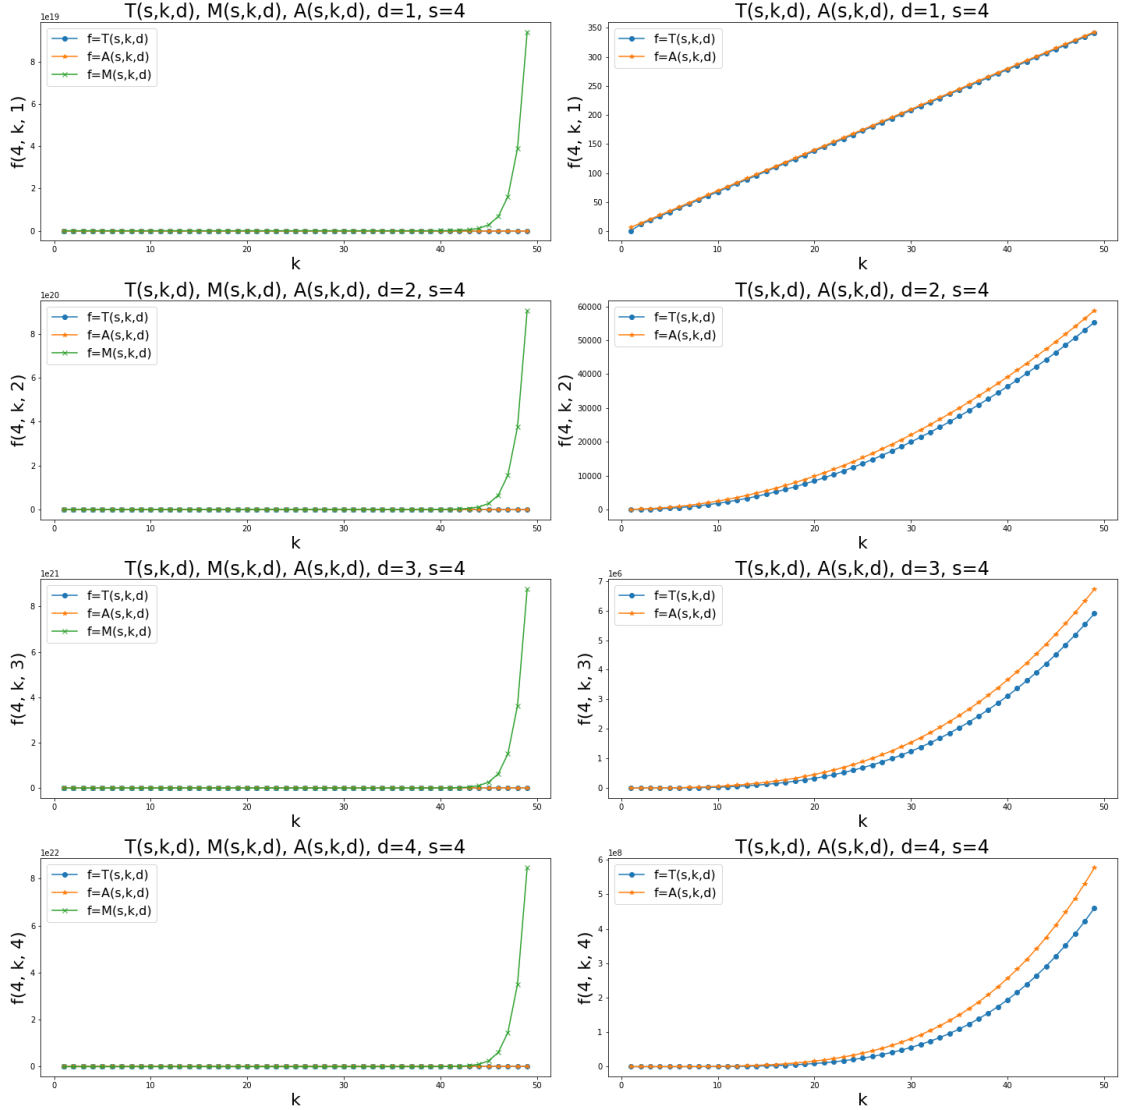 T(s,k,d), M(s,k,d), A(s,k,d), d=1, s=4
1e19
f=T(s,k,d)
f=A(s,k,d)
f=M(s,k,d)
8
6
4
2
0
f(4, k, 1)
0 10 20 30 40 50
k
T(s,k,d), A(s,k,d), d=1, s=4
f=T(s,k,d)
f=A(s,k,d)
350
300
250
200
150
100
50
0
f(4, k, 1)
0 10 20 30 40 50
k
T(s,k,d), M(s,k,d), A(s,k,d), d=2, s=4
1e20
f=T(s,k,d)
f=A(s,k,d)
f=M(s,k,d)
8
6
4
2
0
f(4, k, 2)
0 10 20 30 40 50
k
T(s,k,d), A(s,k,d), d=2, s=4
f=T(s,k,d)
f=A(s,k,d)
60000
50000
40000
30000
20000
10000
0
f(4, k, 2)
0 10 20 30 40 50
k
T(s,k,d), M(s,k,d), A(s,k,d), d=3, s=4
1e21
f=T(s,k,d)
f=A(s,k,d)
f=M(s,k,d)
8
6
4
2
0
f(4, k, 3)
0 10 20 30 40 50
k
T(s,k,d), A(s,k,d), d=3, s=4
1e6
f=T(s,k,d)
f=A(s,k,d)
7
6
5
4
3
2
1
0
f(4, k, 3)
0 10 20 30 40 50
k
T(s,k,d), M(s,k,d), A(s,k,d), d=4, s=4
1e22
f=T(s,k,d)
f=A(s,k,d)
f=M(s,k,d)
8
6
4
2
0
f(4, k, 4)
0 10 20 30 40 50
k
T(s,k,d), A(s,k,d), d=4, s=4
1e8
f=T(s,k,d)
f=A(s,k,d)
6
5
4
3
2
1
0
f(4, k, 4)
0 10 20 30 40 50
k